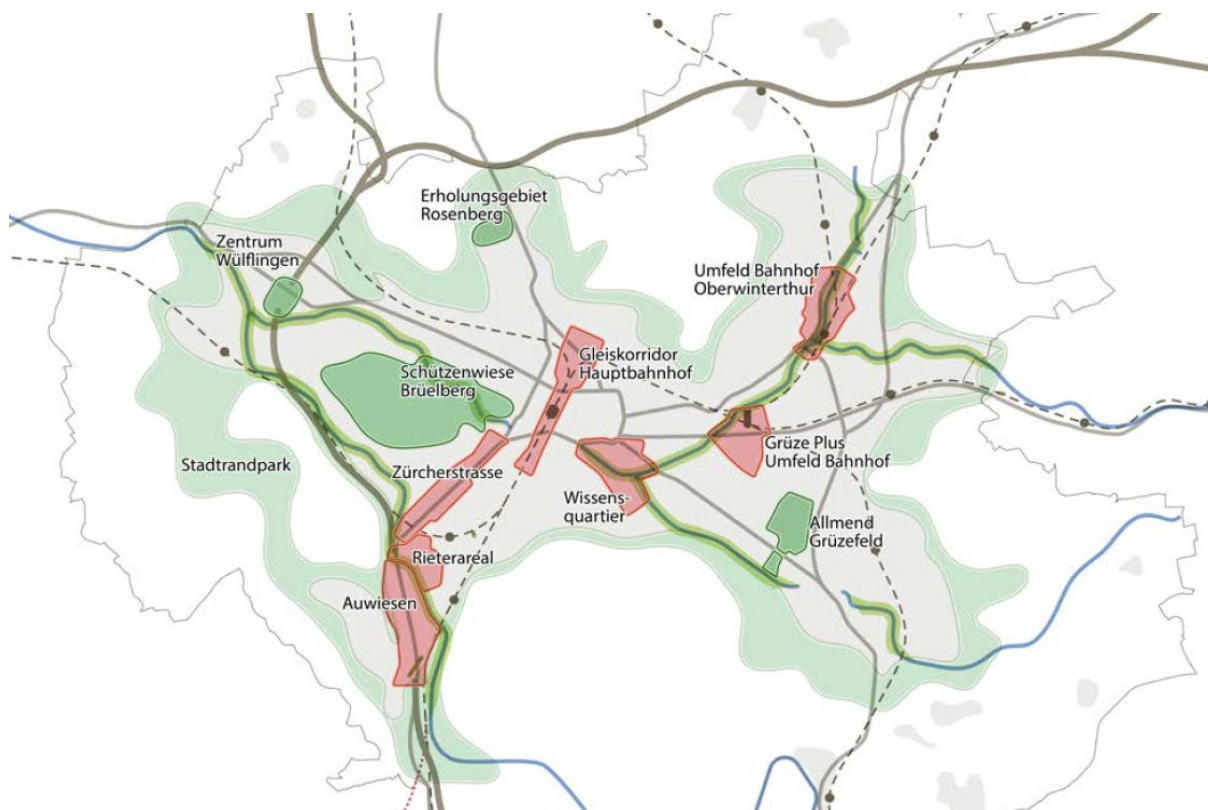 Erholungsgebiet
Rosenberg
Zentrum
Wülflingen
Umfeld Bahnhof
Oberwinterthur
Gleiskorridor
Hauptbahnhof
Schützenwiese
Brüelberg
Stadtrandpark
Zürcherstrasse
Grüze Plus
Umfeld Bahnhof
Wissens-
quartier
Allmend
Grüzefeld
Rieterareal
Auwiesen